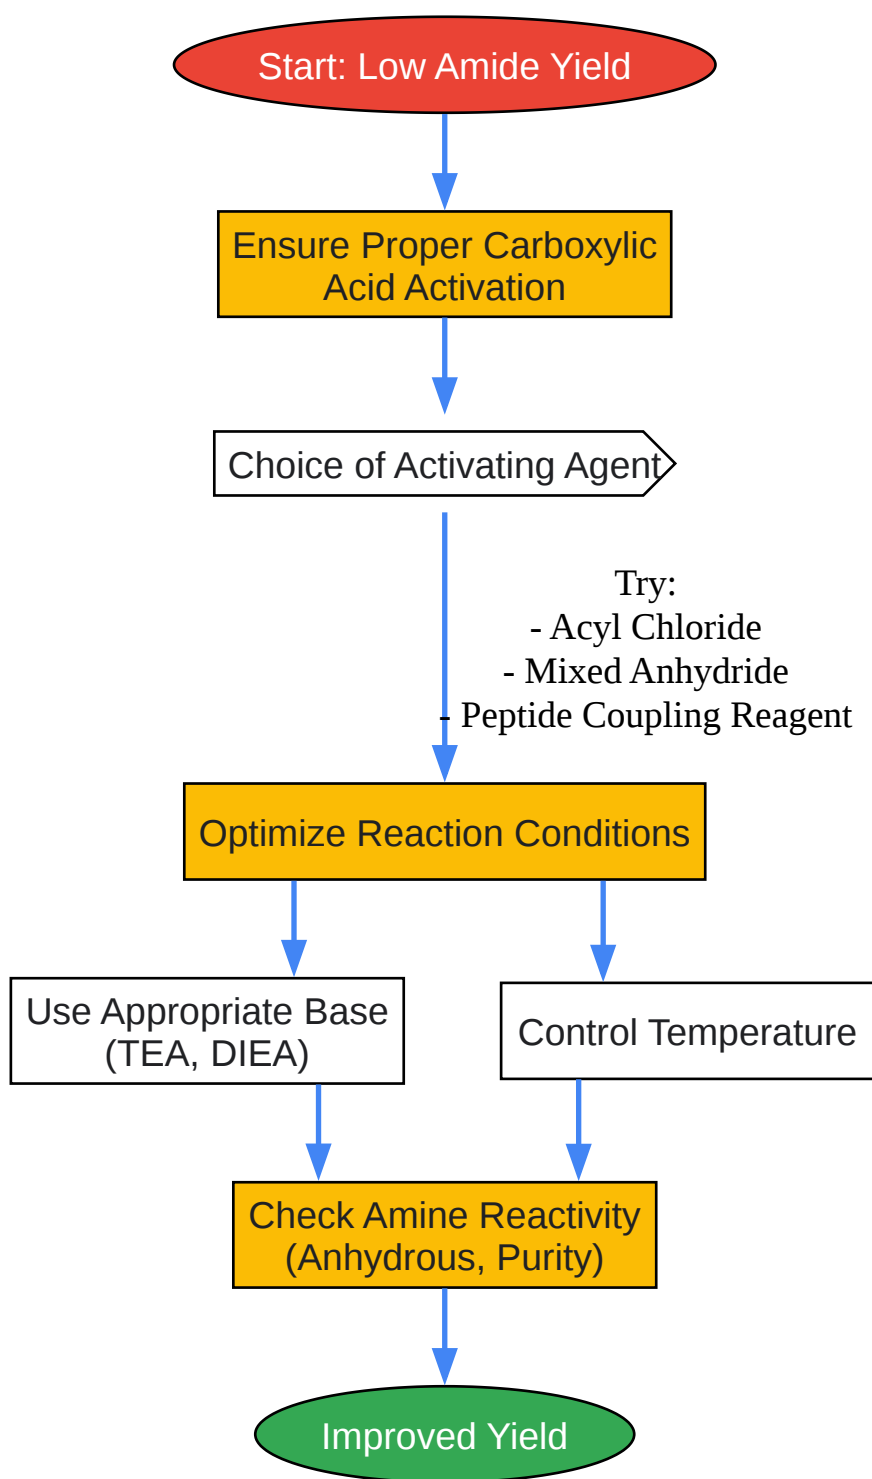 Start: Low Amide Yield
Ensure Proper Carboxylic
Acid Activation
Choice of Activating Agent
Try:
- Acyl Chloride
- Mixed Anhydride
- Peptide Coupling Reagent
Optimize Reaction Conditions
Use Appropriate Base
(TEA, DIEA)
Control Temperature
Check Amine Reactivity
(Anhydrous, Purity)
Improved Yield